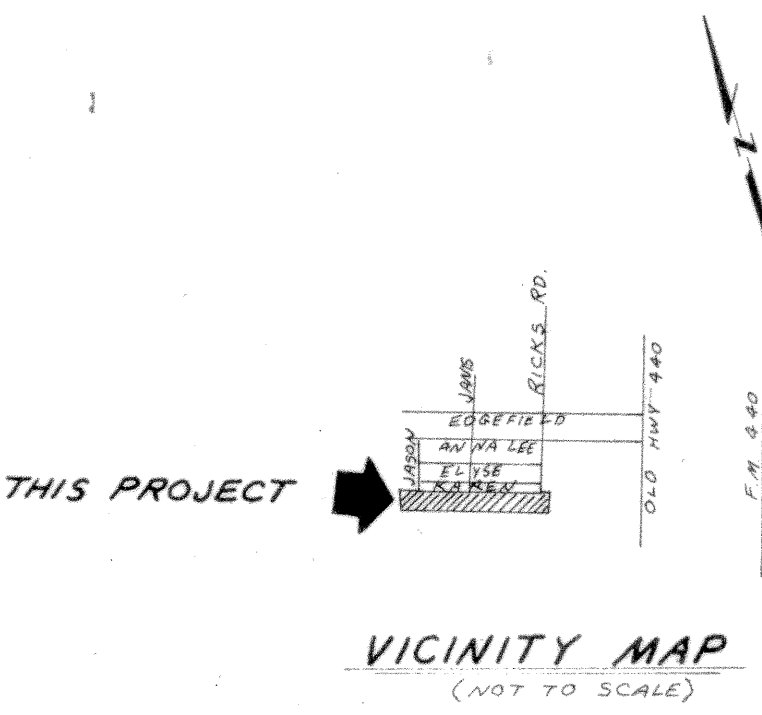 N
RICKS RD.
JANIS
OLD HWY 440
F.M. 440
EDGEFIELD
JASON
ANNA LEE
ELYSE
KAREN
THIS PROJECT
VICINITY MAP
(NOT TO SCALE)